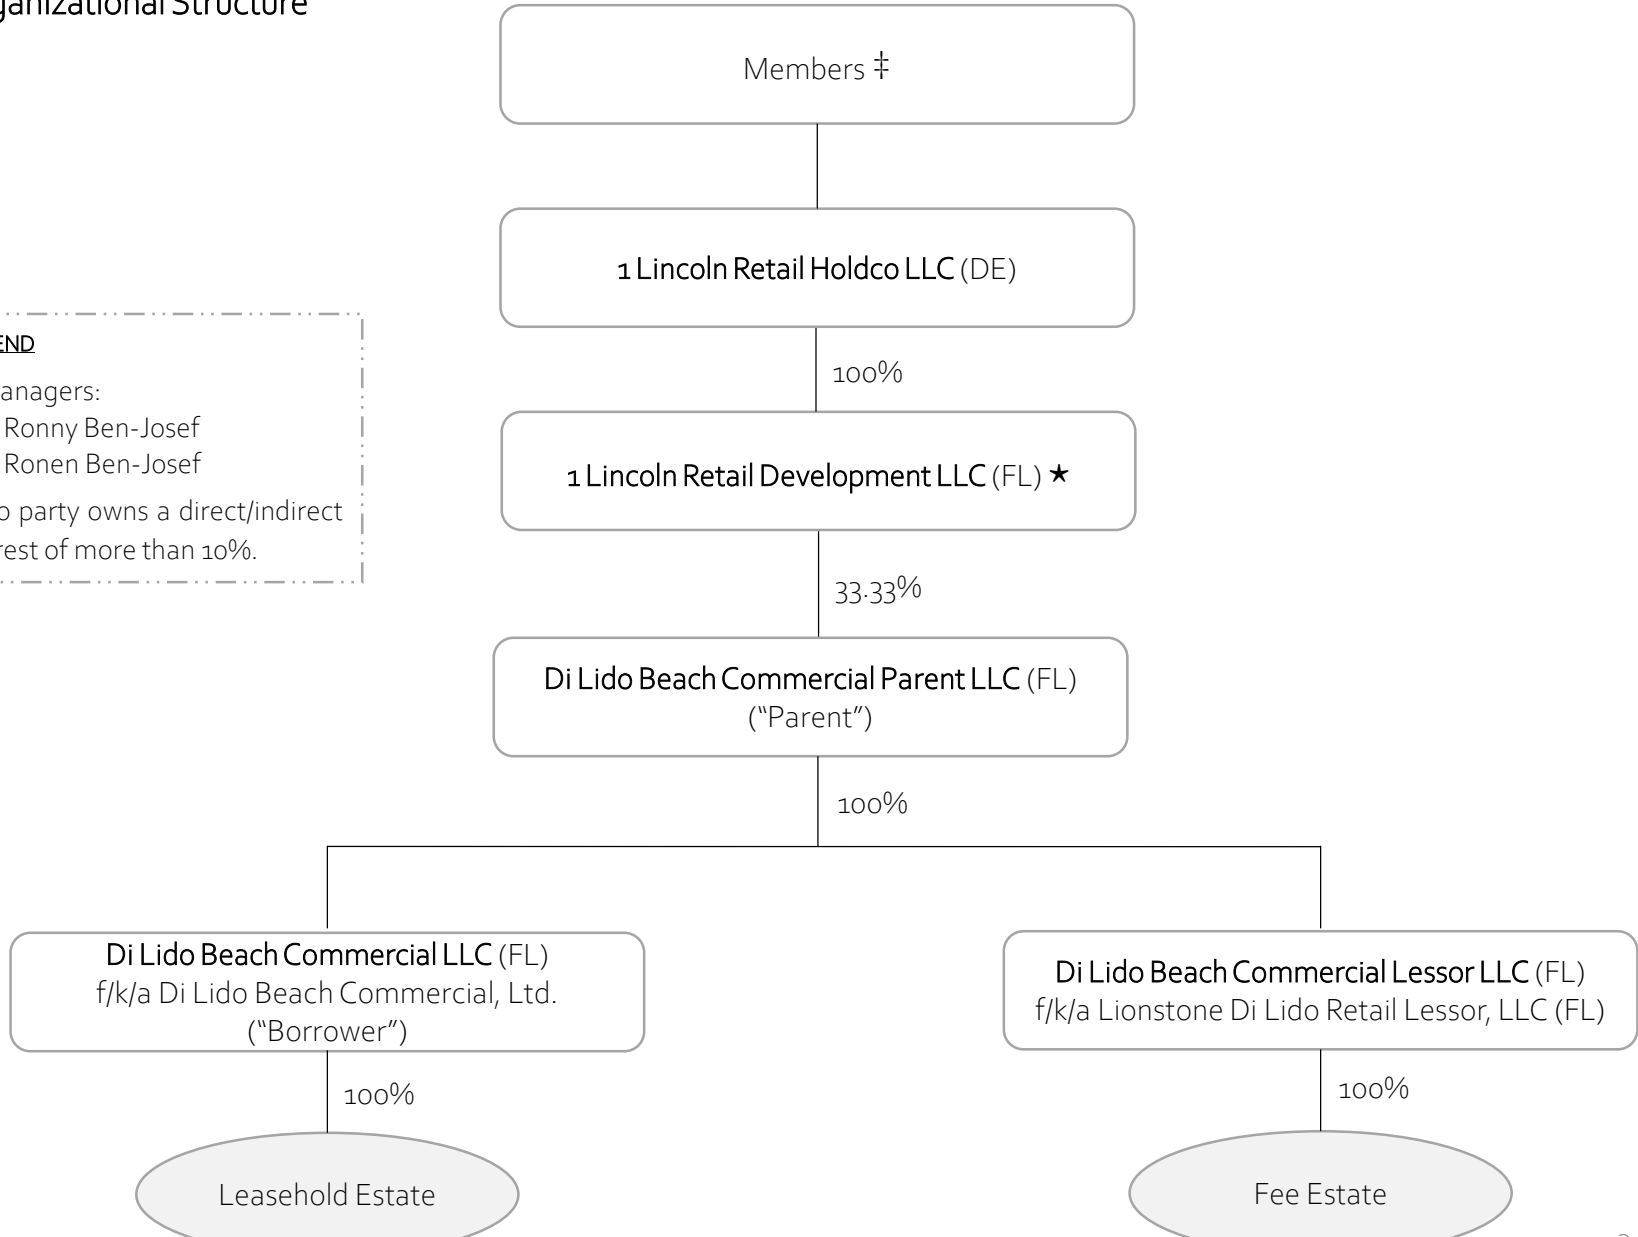 ganizational Structure
Members ‡
1 Lincoln Retail Holdco LLC (DE)
END
anagers:
Ronny Ben-Josef
Ronen Ben-Josef
o party owns a direct/indirect
rest of more than 10%.
100%
1 Lincoln Retail Development LLC (FL) ★
33.33%
Di Lido Beach Commercial Parent LLC (FL)
(“Parent”)
100%
Di Lido Beach Commercial LLC (FL)
f/k/a Di Lido Beach Commercial, Ltd.
(“Borrower”)
Di Lido Beach Commercial Lessor LLC (FL)
f/k/a Lionstone Di Lido Retail Lessor, LLC (FL)
100%
100%
Leasehold Estate
Fee Estate